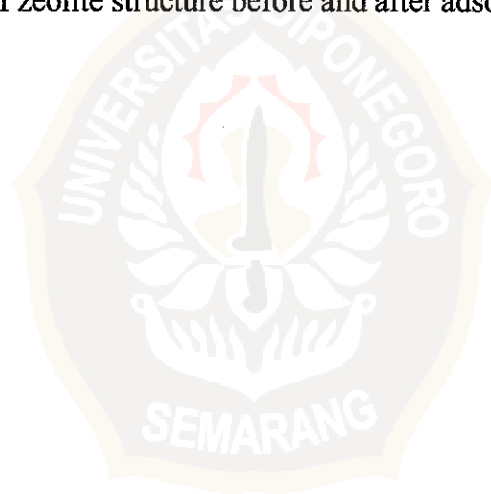 zeolite structure before and after
UNIVERSITAS DIPONEGORO
SEMARANG